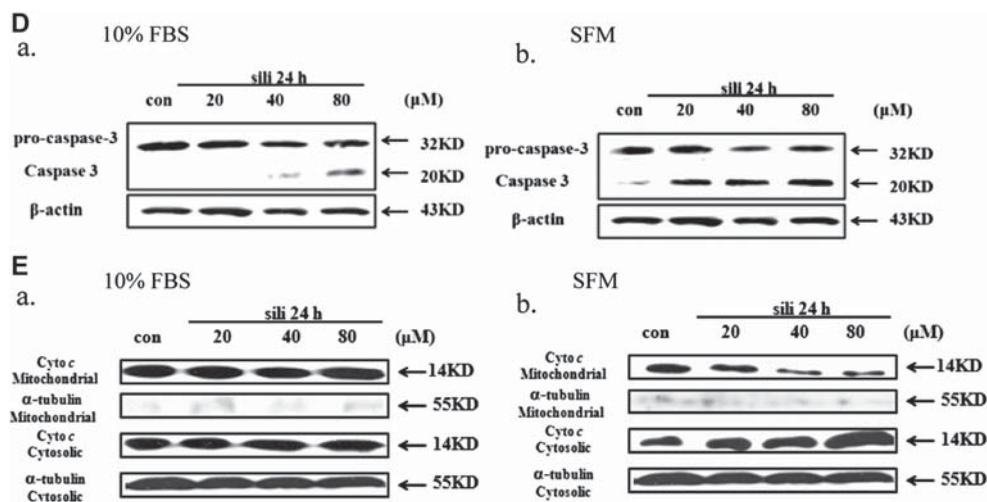 D
10% FBS
a.
sili 24 h
con 20 40 80 (μM)
pro-caspase-3 32KD
Caspase 3 20KD
β-actin 43KD
SFM
b.
sili 24 h
con 20 40 80 (μM)
pro-caspase-3 32KD
Caspase 3 20KD
β-actin 43KD
E
10% FBS
a.
sili 24 h
con 20 40 80 (μM)
Cyto c
Mitochondrial
14KD
α-tubulin
Mitochondrial
55KD
Cyto c
Cytosolic
14KD
α-tubulin
Cytosolic
55KD
SFM
b.
sili 24 h
con 20 40 80 (μM)
Cyto c
Mitochondrial
14KD
α-tubulin
Mitochondrial
55KD
Cyto c
Cytosolic
14KD
α-tubulin
Cytosolic
55KD